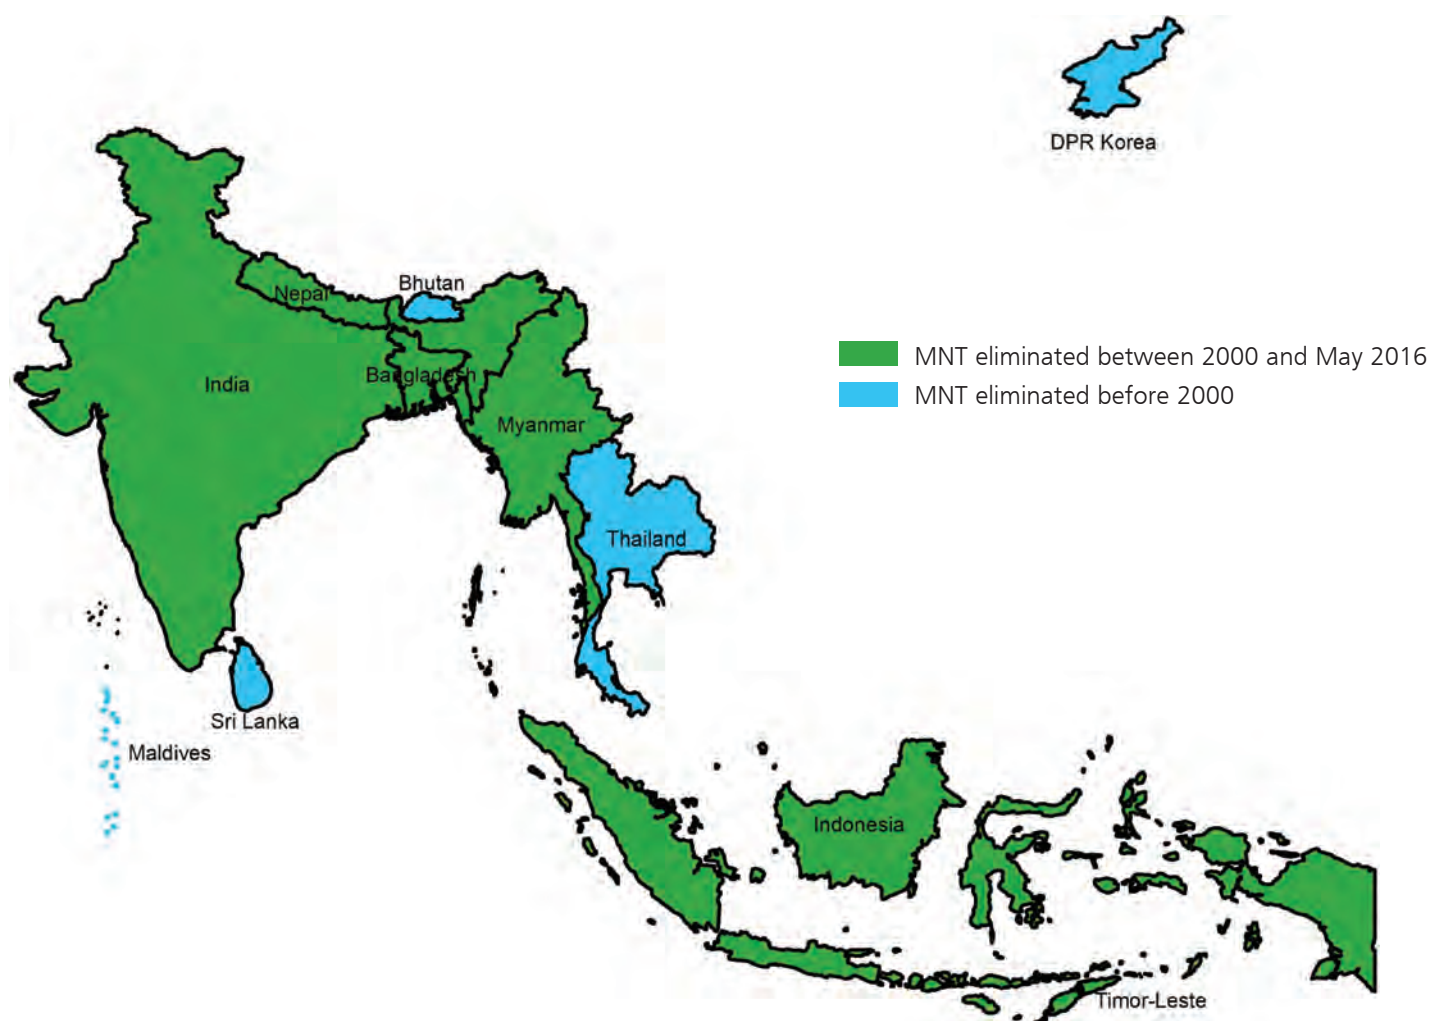 DPR Korea
Bhutan
Nepal
MNT eliminated between 2000 and May 2016
India
Bangladesh
MNT eliminated before 2000
Myanmar
Thailand
Sri Lanka
Maldives
Indonesia
Timor-Leste